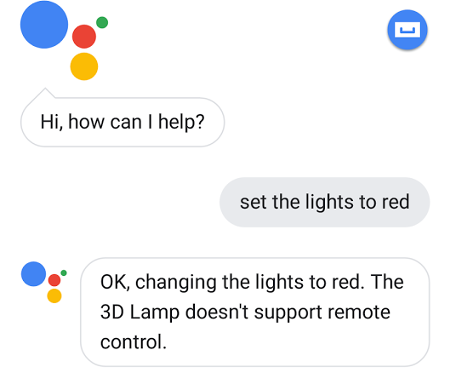 Hi, how can I help?
set the lights to red
OK, changing the lights to red. The
3D Lamp doesn't support remote
control.